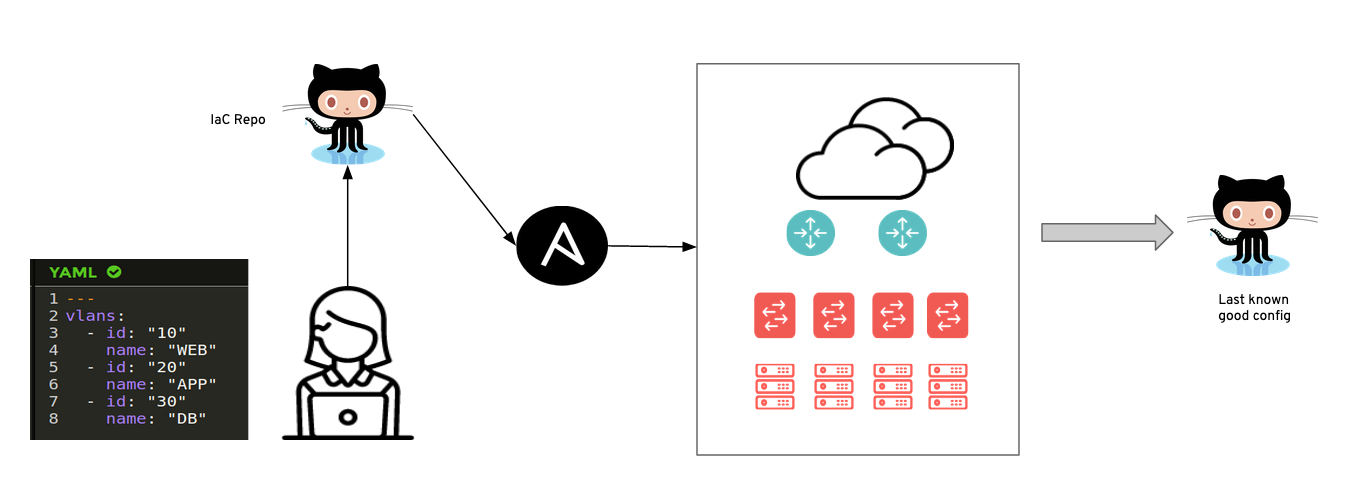 IaC Repo
YAML
1 ---
2 vlans:
3   - id: "10"
4     name: "WEB"
5   - id: "20"
6     name: "APP"
7   - id: "30"
8     name: "DB"
Last known
good config